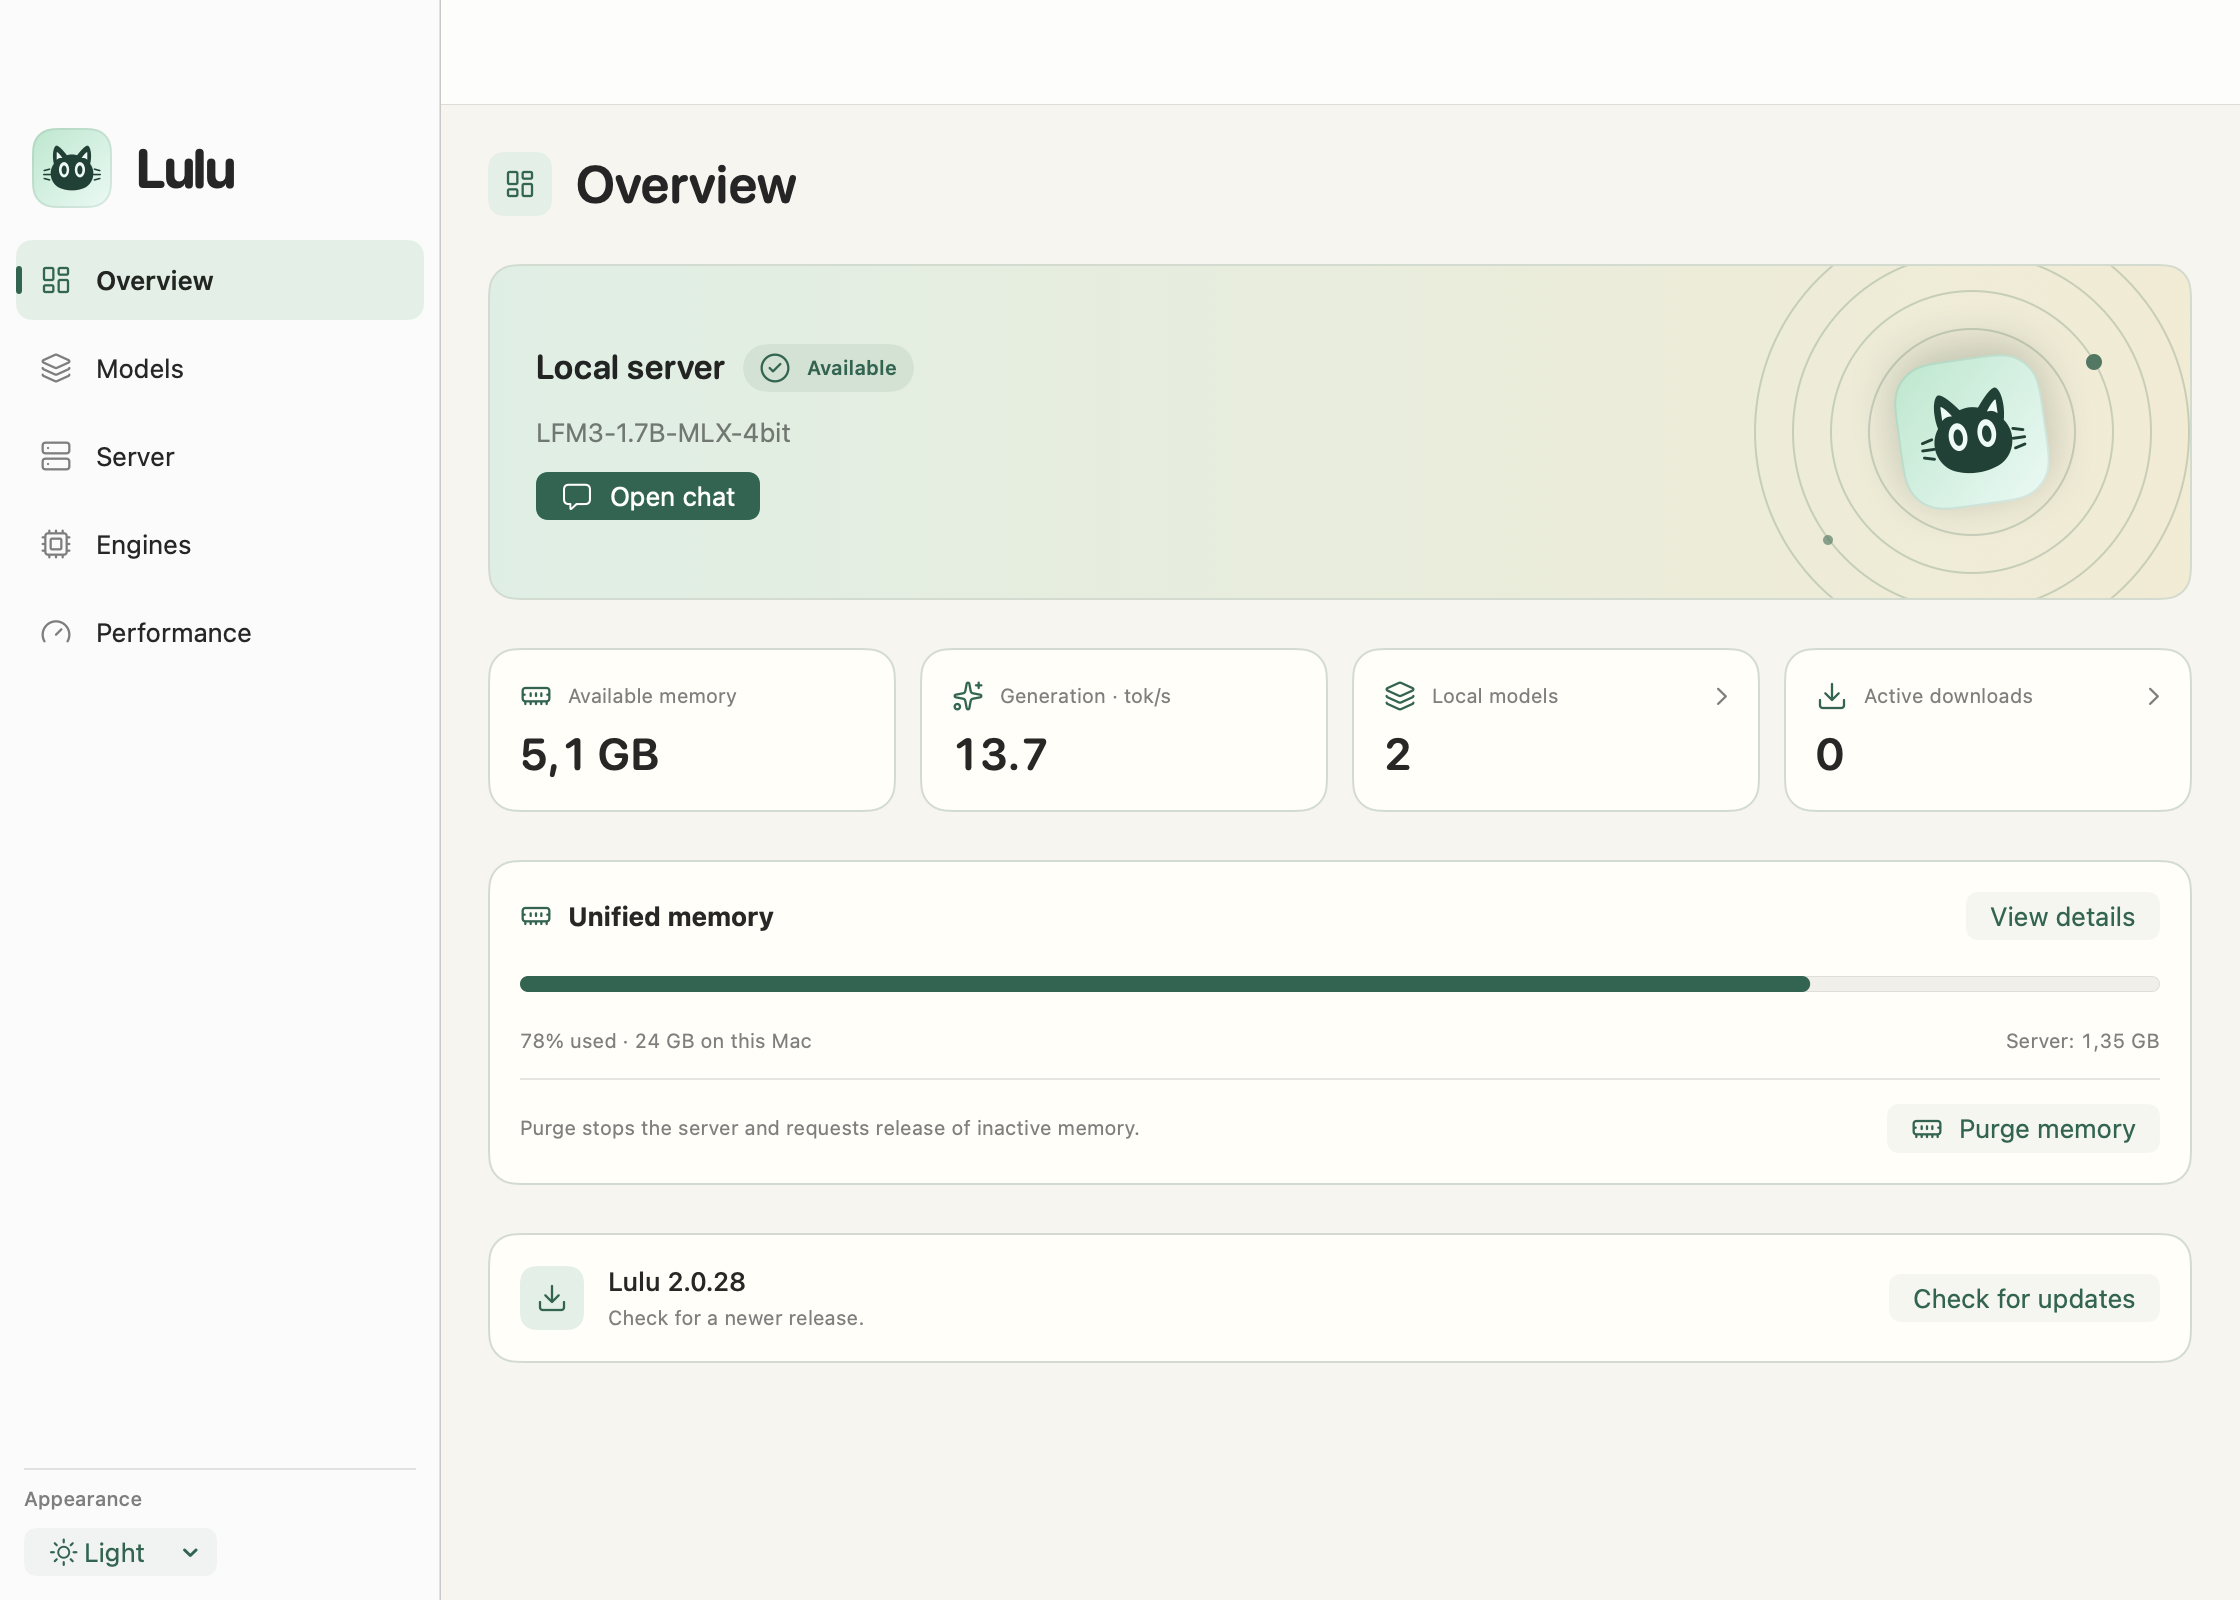 Lulu
Overview
Models
Server
Engines
Performance
Appearance
Light
Overview
Local server
Available
LFM3-1.7B-MLX-4bit
Open chat
Available memory
5,1 GB
Generation · tok/s
13.7
Local models
2
Active downloads
0
Unified memory
View details
78% used · 24 GB on this Mac
Server: 1,35 GB
Purge stops the server and requests release of inactive memory.
Purge memory
Lulu 2.0.28
Check for a newer release.
Check for updates